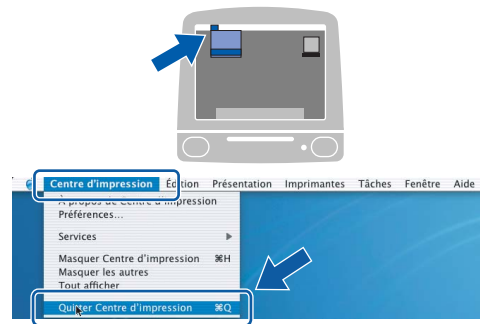 Centre d'impression Édition Présentation Imprimantes Tâches Fenêtre Aide
À propos de Centre d'impression
Préférences...
Services
Masquer Centre d'impression ⌘H
Masquer les autres
Tout afficher
Quitter Centre d'impression ⌘Q